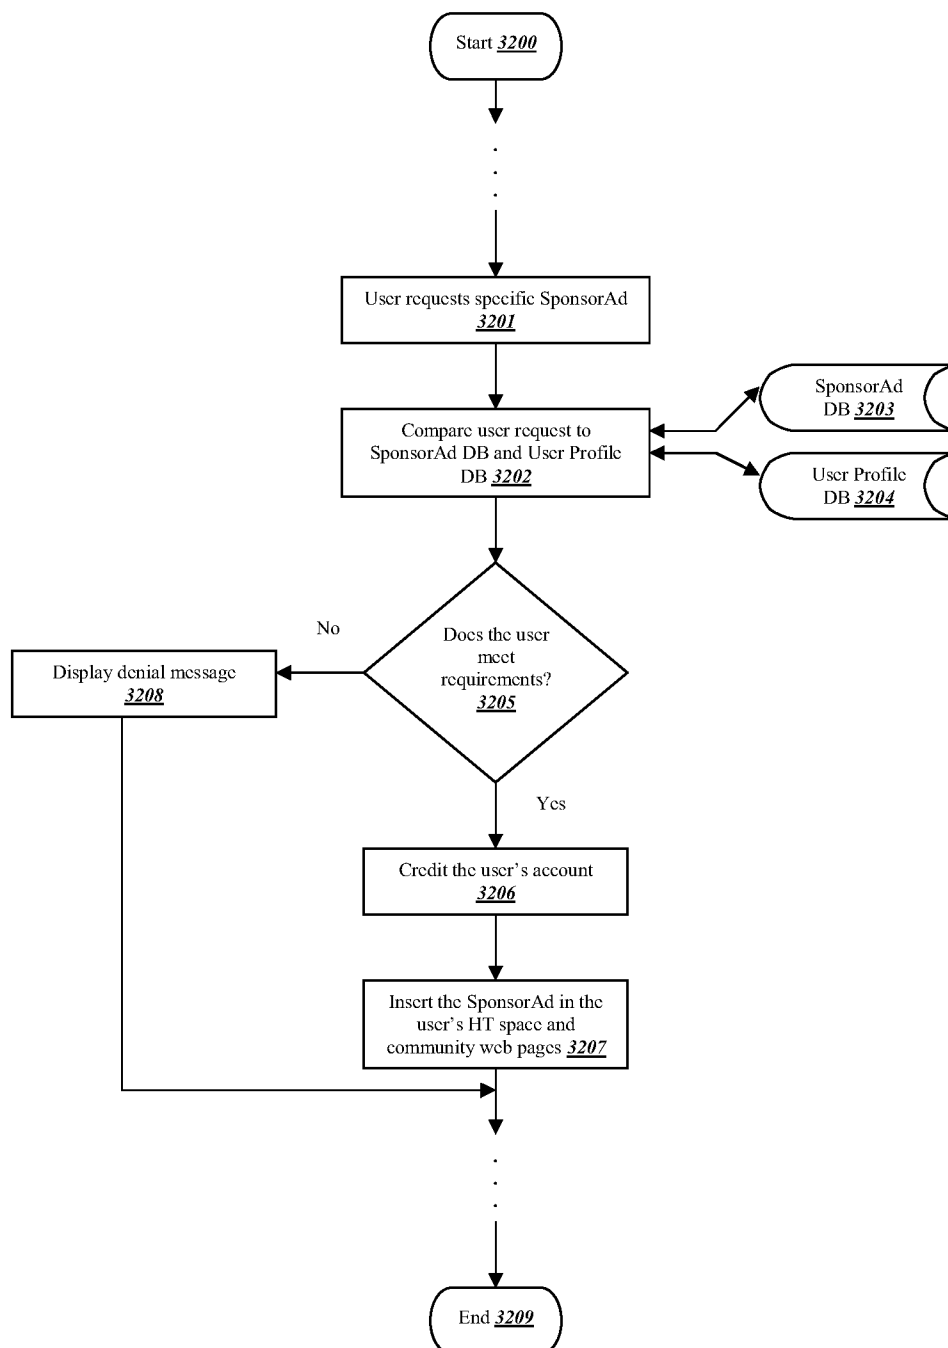 Start 3200
User requests specific SponsorAd
3201
Compare user request to
SponsorAd DB and User Profile
DB 3202
SponsorAd
DB 3203
User Profile
DB 3204
No
Does the user
meet
requirements?
3205
Display denial message
3208
Yes
Credit the user's account
3206
Insert the SponsorAd in the
user's HT space and
community web pages 3207
End 3209